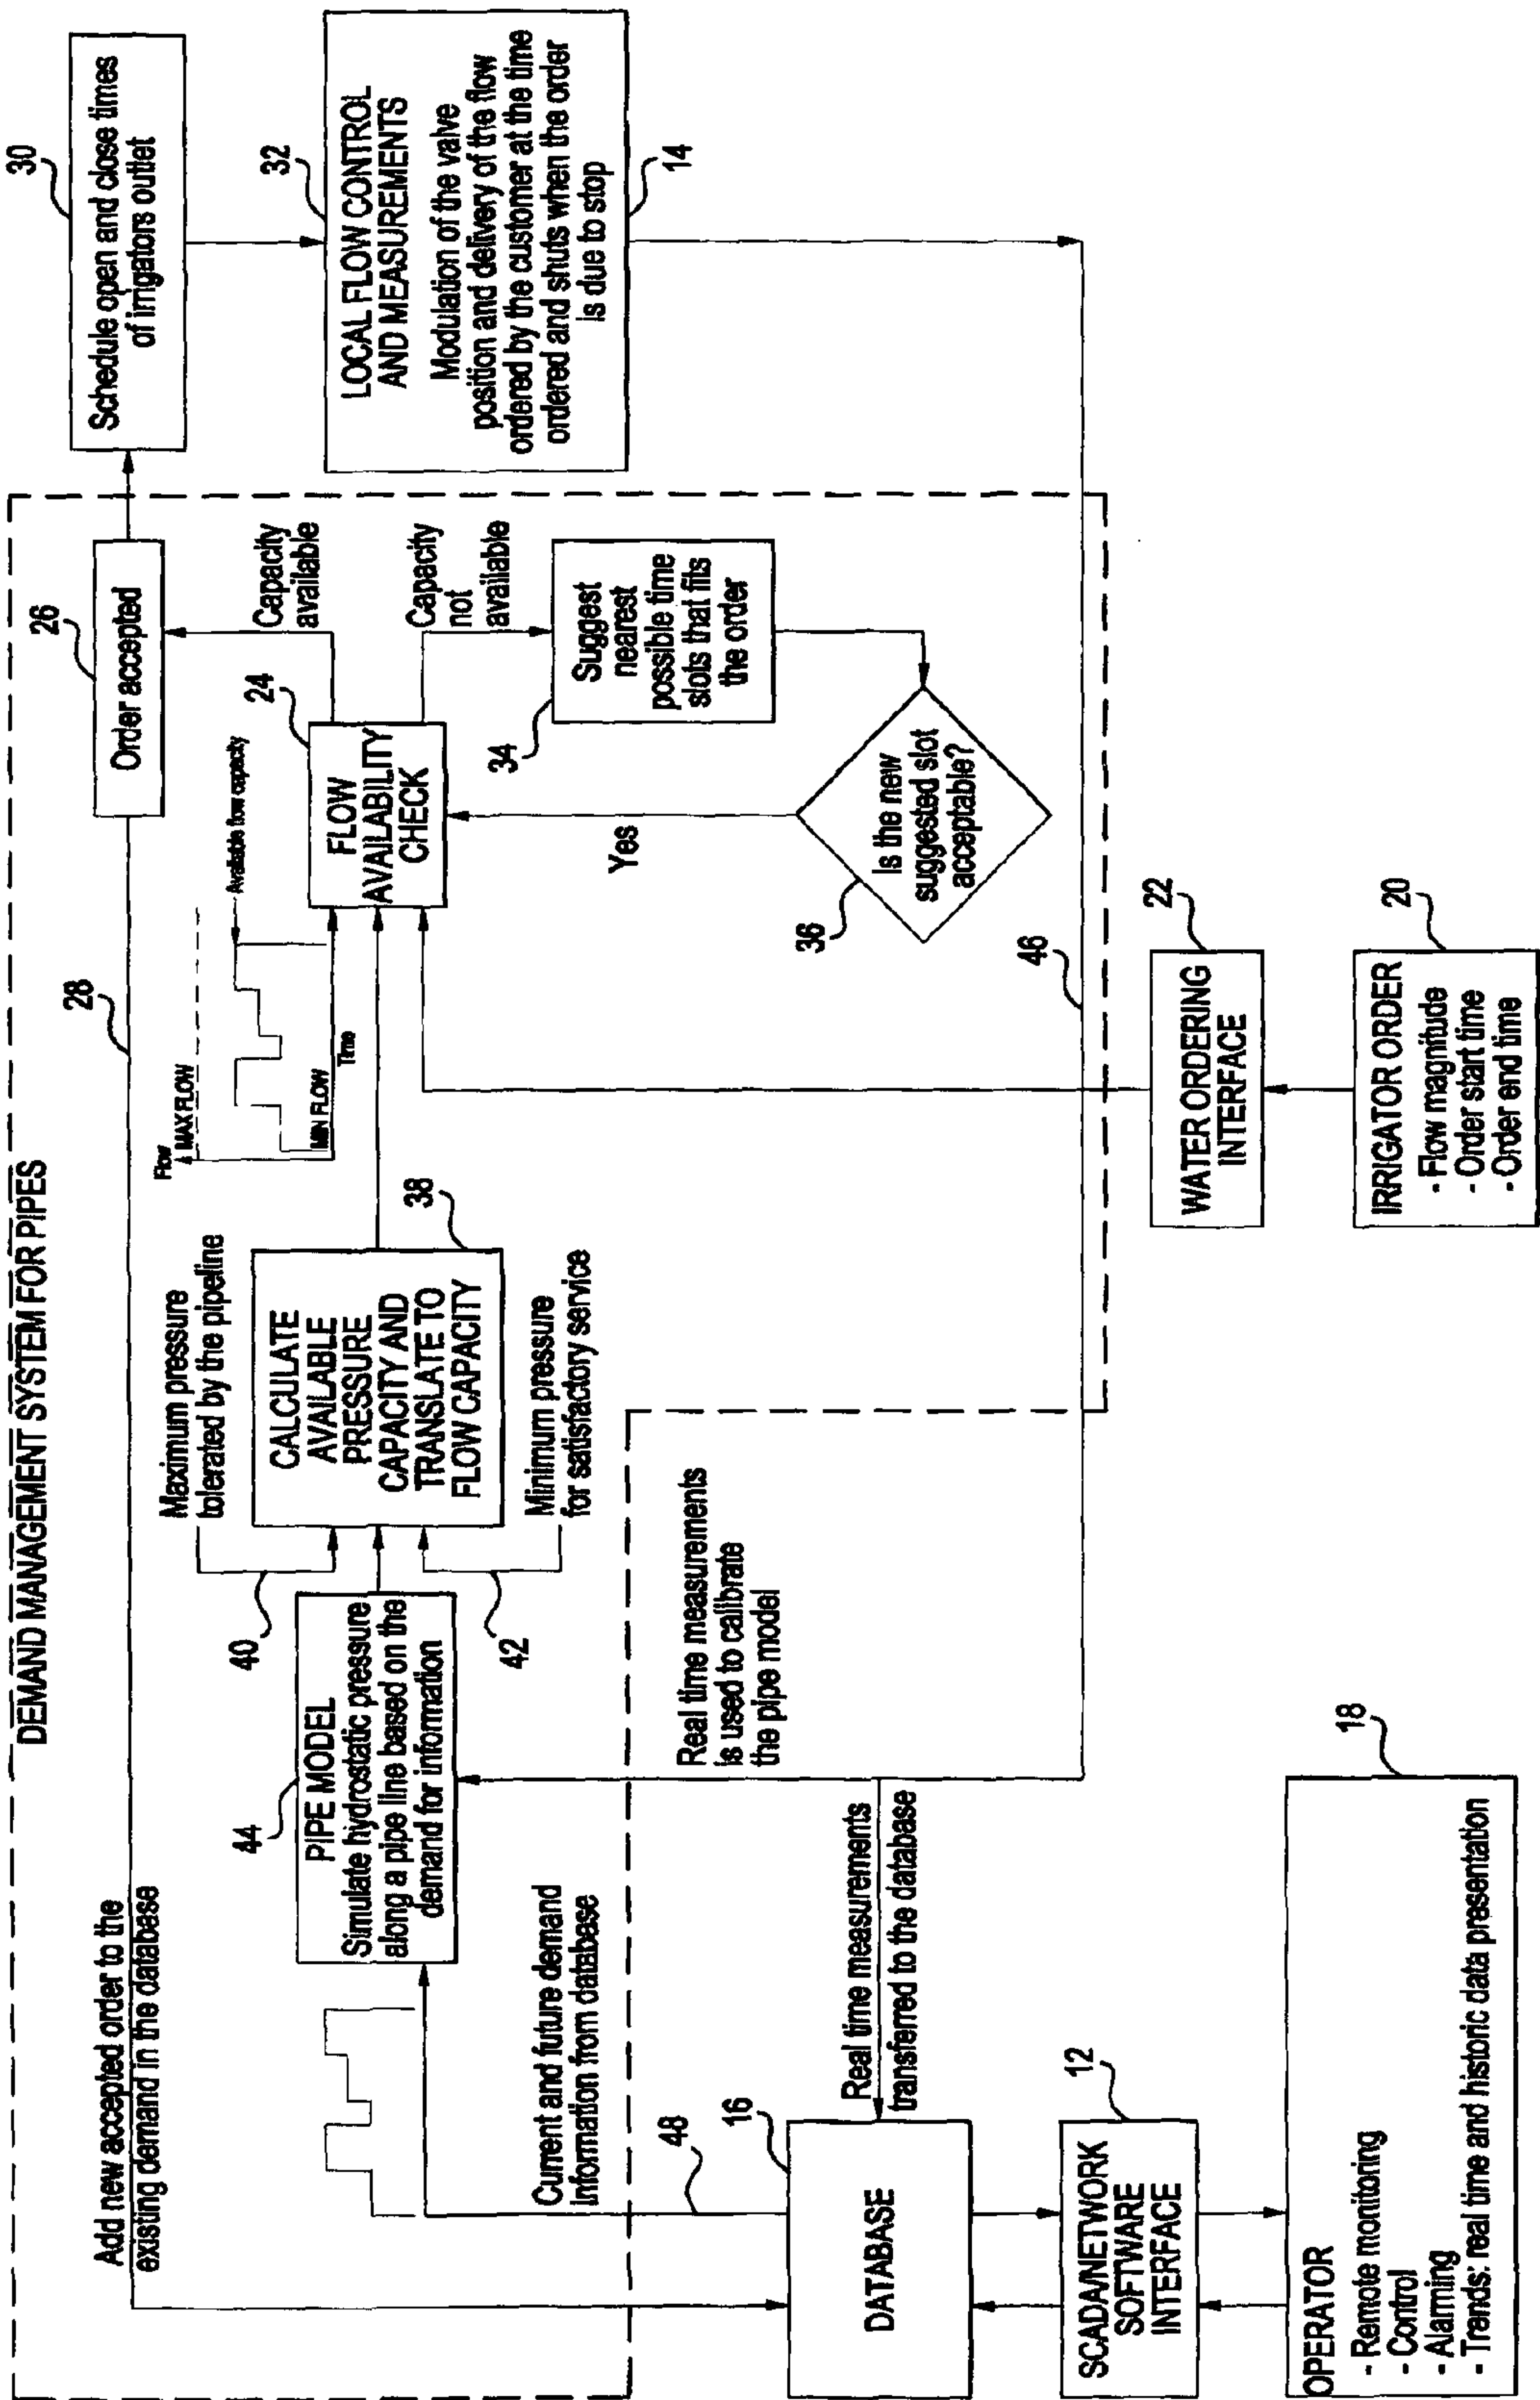 DEMAND MANAGEMENT SYSTEM FOR PIPES
Add new accepted order to the
existing demand in the database
28
26
Order accepted
30
Schedule open and close times
of irrigators outlet
32
LOCAL FLOW CONTROL
AND MEASUREMENTS
Modulation of the valve
position and delivery of the flow
ordered by the customer at the time
ordered and shuts when the order
is due to stop
14
Capacity
available
Capacity
not
available
24
FLOW
AVAILABILITY
CHECK
34
Suggest
nearest
possible time
slots that fits
the order
36
Is the new
suggested slot
acceptable?
Yes
Flow
MAX FLOW
Available flow capacity
MIN FLOW
Time
38
CALCULATE
AVAILABLE
PRESSURE
CAPACITY AND
TRANSLATE TO
FLOW CAPACITY
Maximum pressure
tolerated by the pipeline
40
Minimum pressure
for satisfactory service
42
44
PIPE MODEL
Simulate hydrostatic pressure
along a pipe line based on the
demand for information
Current and future demand
information from database
48
Real time measurements
is used to calibrate
the pipe model
46
Real time measurements
transferred to the database
16
DATABASE
12
SCADA/NETWORK
SOFTWARE
INTERFACE
18
OPERATOR
- Remote monitoring
- Control
- Alarming
- Trends: real time and historic data presentation
22
WATER ORDERING
INTERFACE
20
IRRIGATOR ORDER
- Flow magnitude
- Order start time
- Order end time